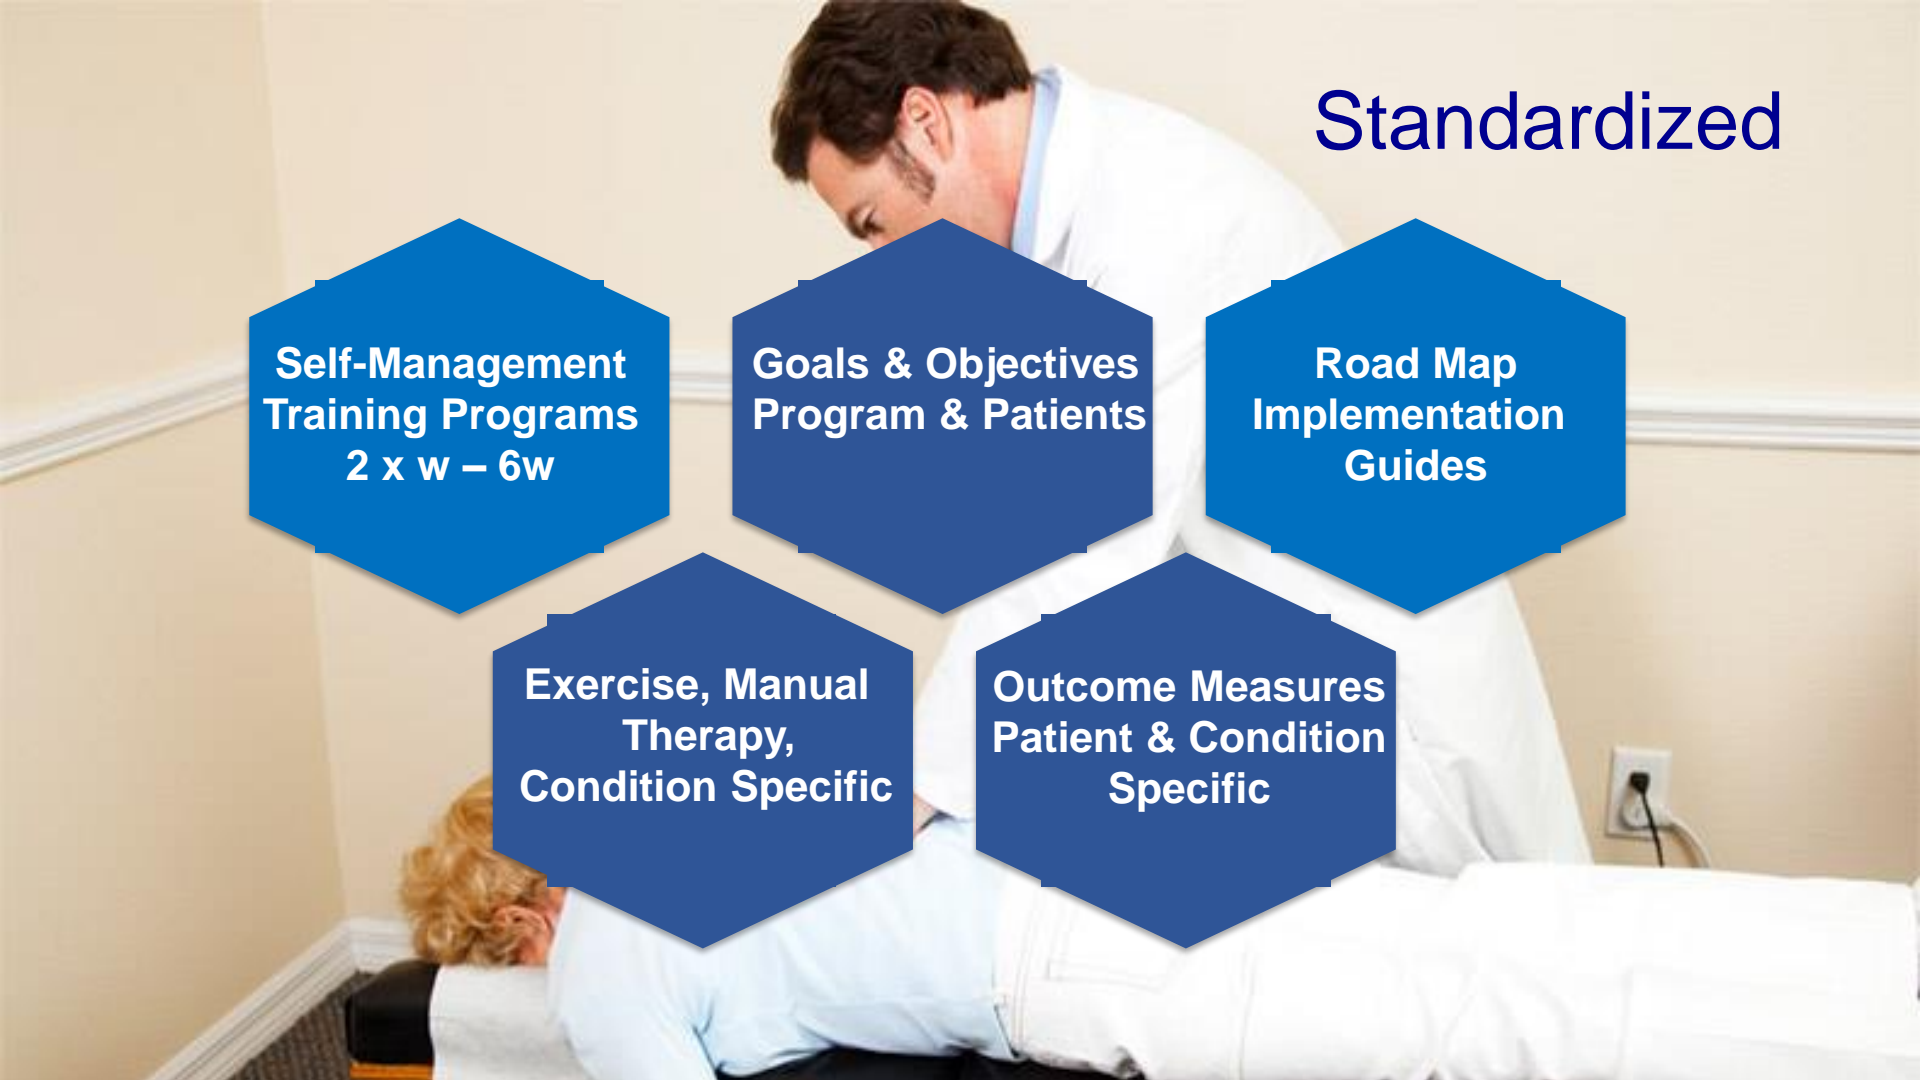 Standardized
Self-Management
Training Programs
2 x w – 6w
Goals & Objectives
Program & Patients
Road Map
Implementation
Guides
Exercise, Manual
Therapy,
Condition Specific
Outcome Measures
Patient & Condition
Specific